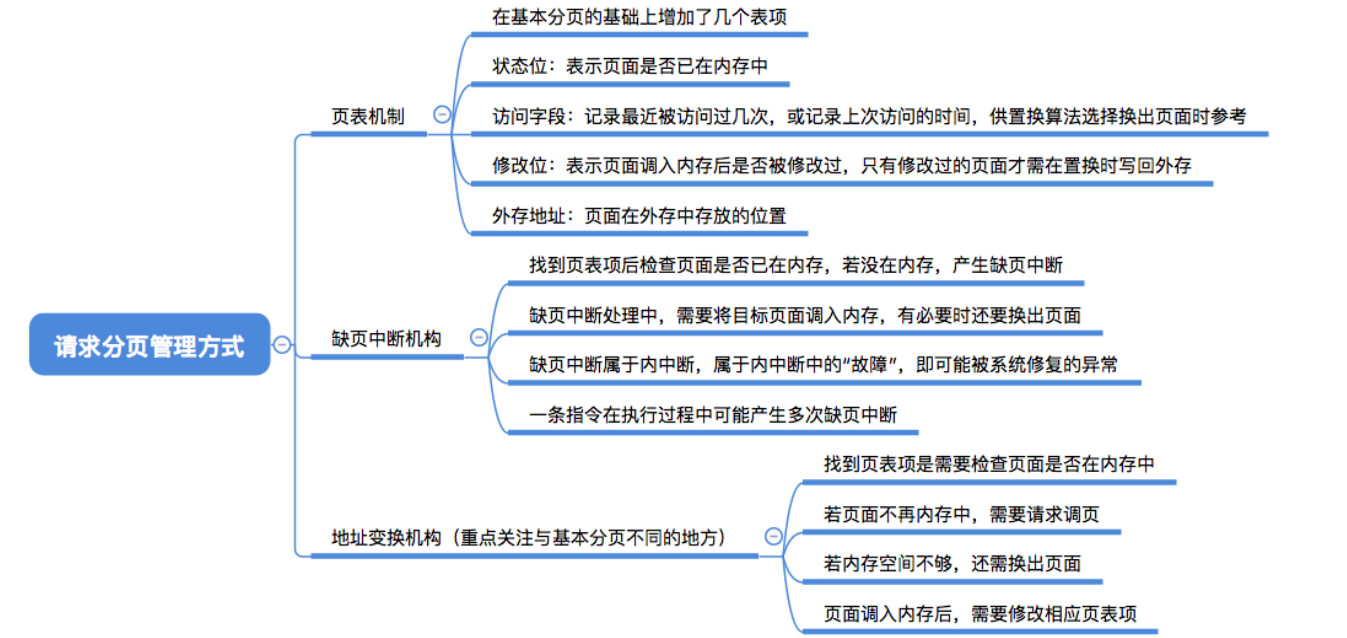 请求分页管理方式
页表机制
在基本分页的基础上增加了几个表项
状态位：表示页面是否已在内存中
访问字段：记录最近被访问过几次，或记录上次访问的时间，供置换算法选择换出页面时参考
修改位：表示页面调入内存后是否被修改过，只有修改过的页面才需在置换时写回外存
外存地址：页面在外存中存放的位置
缺页中断机构
找到页表项后检查页面是否已在内存，若没在内存，产生缺页中断
缺页中断处理中，需要将目标页面调入内存，有必要时还要换出页面
缺页中断属于内中断，属于内中断中的“故障”，即可能被系统修复的异常
一条指令在执行过程中可能产生多次缺页中断
地址变换机构（重点关注与基本分页不同的地方）
找到页表项是需要检查页面是否在内存中
若页面不再内存中，需要请求调页
若内存空间不够，还需换出页面
页面调入内存后，需要修改相应页表项